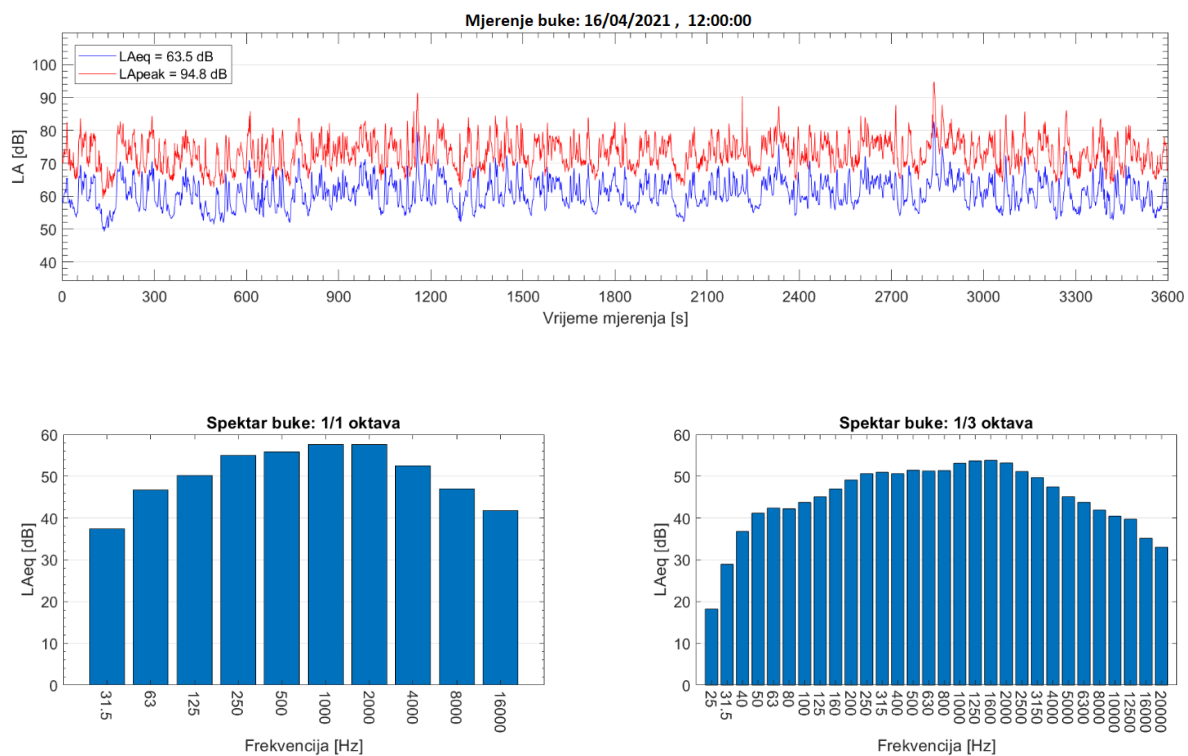 Mjerenje buke: 16/04/2021 ,  12:00:00
LAeq = 63.5 dB
LApeak = 94.8 dB
LA [dB]
100
90
80
70
60
50
40
0 300 600 900 1200 1500 1800 2100 2400 2700 3000 3300 3600
Vrijeme mjerenja [s]
Spektar buke: 1/1 oktava
LAeq [dB]
60
50
40
30
20
10
0
31.5 63 125 250 500 1000 2000 4000 8000 16000
Frekvencija [Hz]
Spektar buke: 1/3 oktava
LAeq [dB]
60
50
40
30
20
10
0
25 31.5 40 50 63 80 100 125 160 200 250 315 400 500 630 800 1000 1250 1600 2000 2500 3150 4000 5000 6300 8000 10000 12500 16000 20000
Frekvencija [Hz]